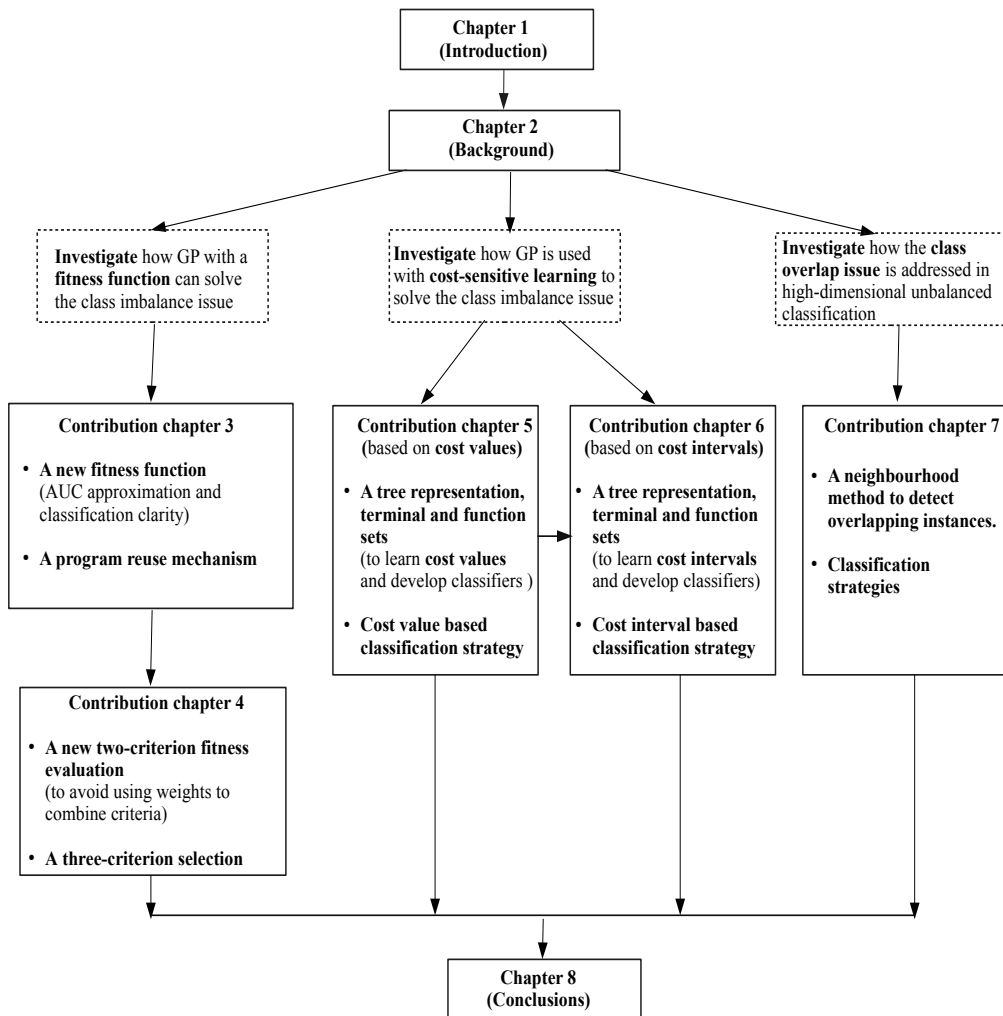 Chapter 1
(Introduction)
Chapter 2
(Background)
Investigate how GP with a
fitness function can solve
the class imbalance issue
Investigate how GP is used
with cost-sensitive learning to
solve the class imbalance issue
Investigate how the class
overlap issue is addressed in
high-dimensional unbalanced
classification
Contribution chapter 3
• A new fitness function
(AUC approximation and
classification clarity)
• A program reuse mechanism
Contribution chapter 5
(based on cost values)
• A tree representation,
terminal and function
sets
(to learn cost values
and develop classifiers )
• Cost value based
classification strategy
Contribution chapter 6
(based on cost intervals)
• A tree representation,
terminal and function
sets
(to learn cost intervals
and develop classifiers)
• Cost interval based
classification strategy
Contribution chapter 7
• A neighbourhood
method to detect
overlapping instances.
• Classification
strategies
Contribution chapter 4
• A new two-criterion fitness
evaluation
(to avoid using weights to
combine criteria)
• A three-criterion selection
Chapter 8
(Conclusions)